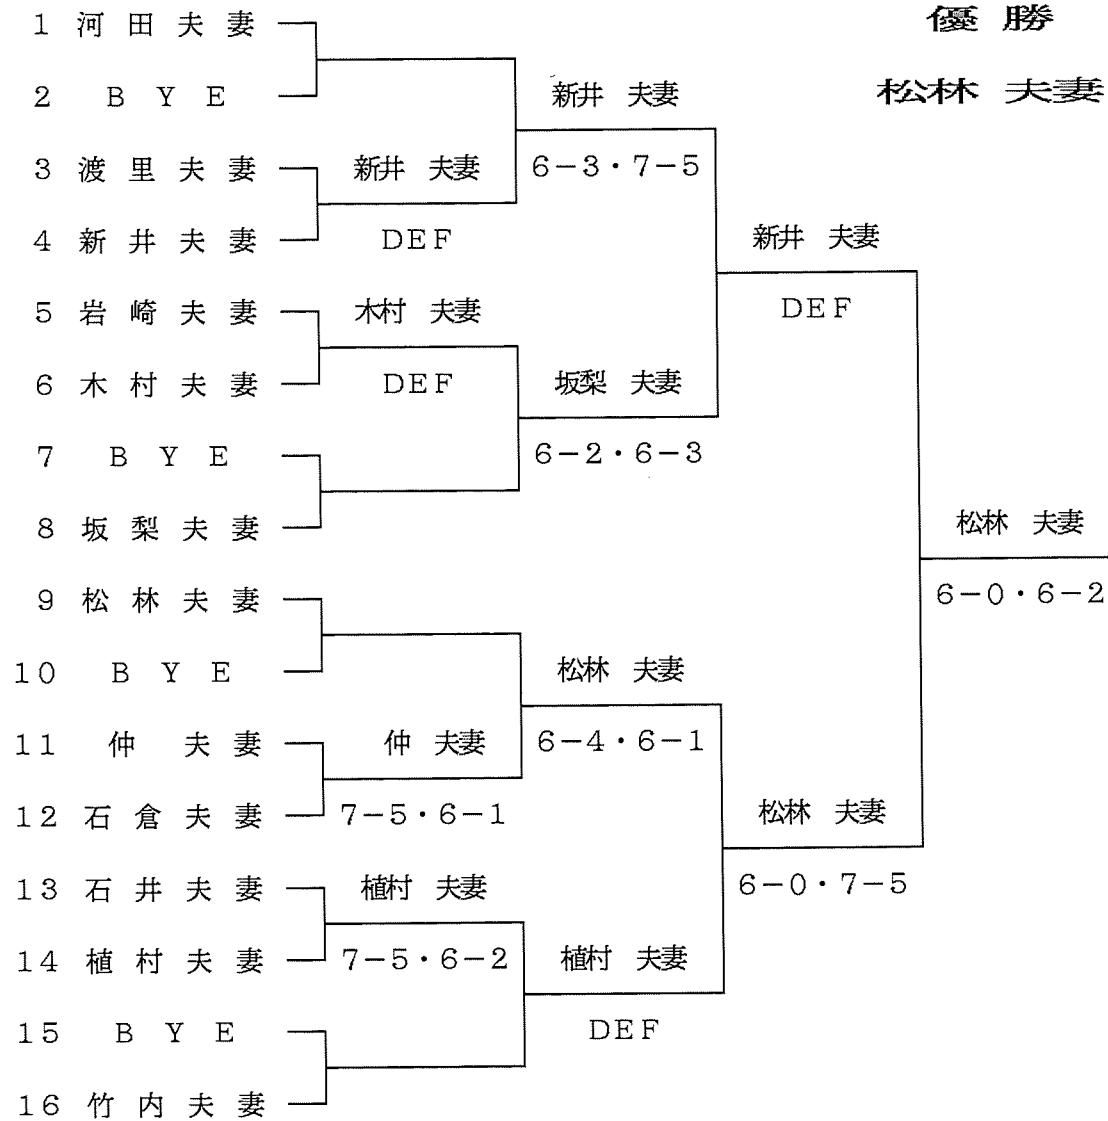 優勝
松林 夫妻
1 河田夫妻
2 BYE
新井 夫妻
3 渡里夫妻
新井 夫妻
6−3・7−5
4 新井夫妻
DEF
新井 夫妻
5 岩崎夫妻
木村 夫妻
DEF
6 木村夫妻
DEF
坂梨 夫妻
7 BYE
6−2・6−3
8 坂梨夫妻
松林 夫妻
9 松林夫妻
6−0・6−2
10 BYE
松林 夫妻
11 仲 夫妻
仲 夫妻
6−4・6−1
12 石倉夫妻
7−5・6−1
松林 夫妻
13 石井夫妻
植村 夫妻
6−0・7−5
14 植村夫妻
7−5・6−2
植村 夫妻
15 BYE
DEF
16 竹内夫妻